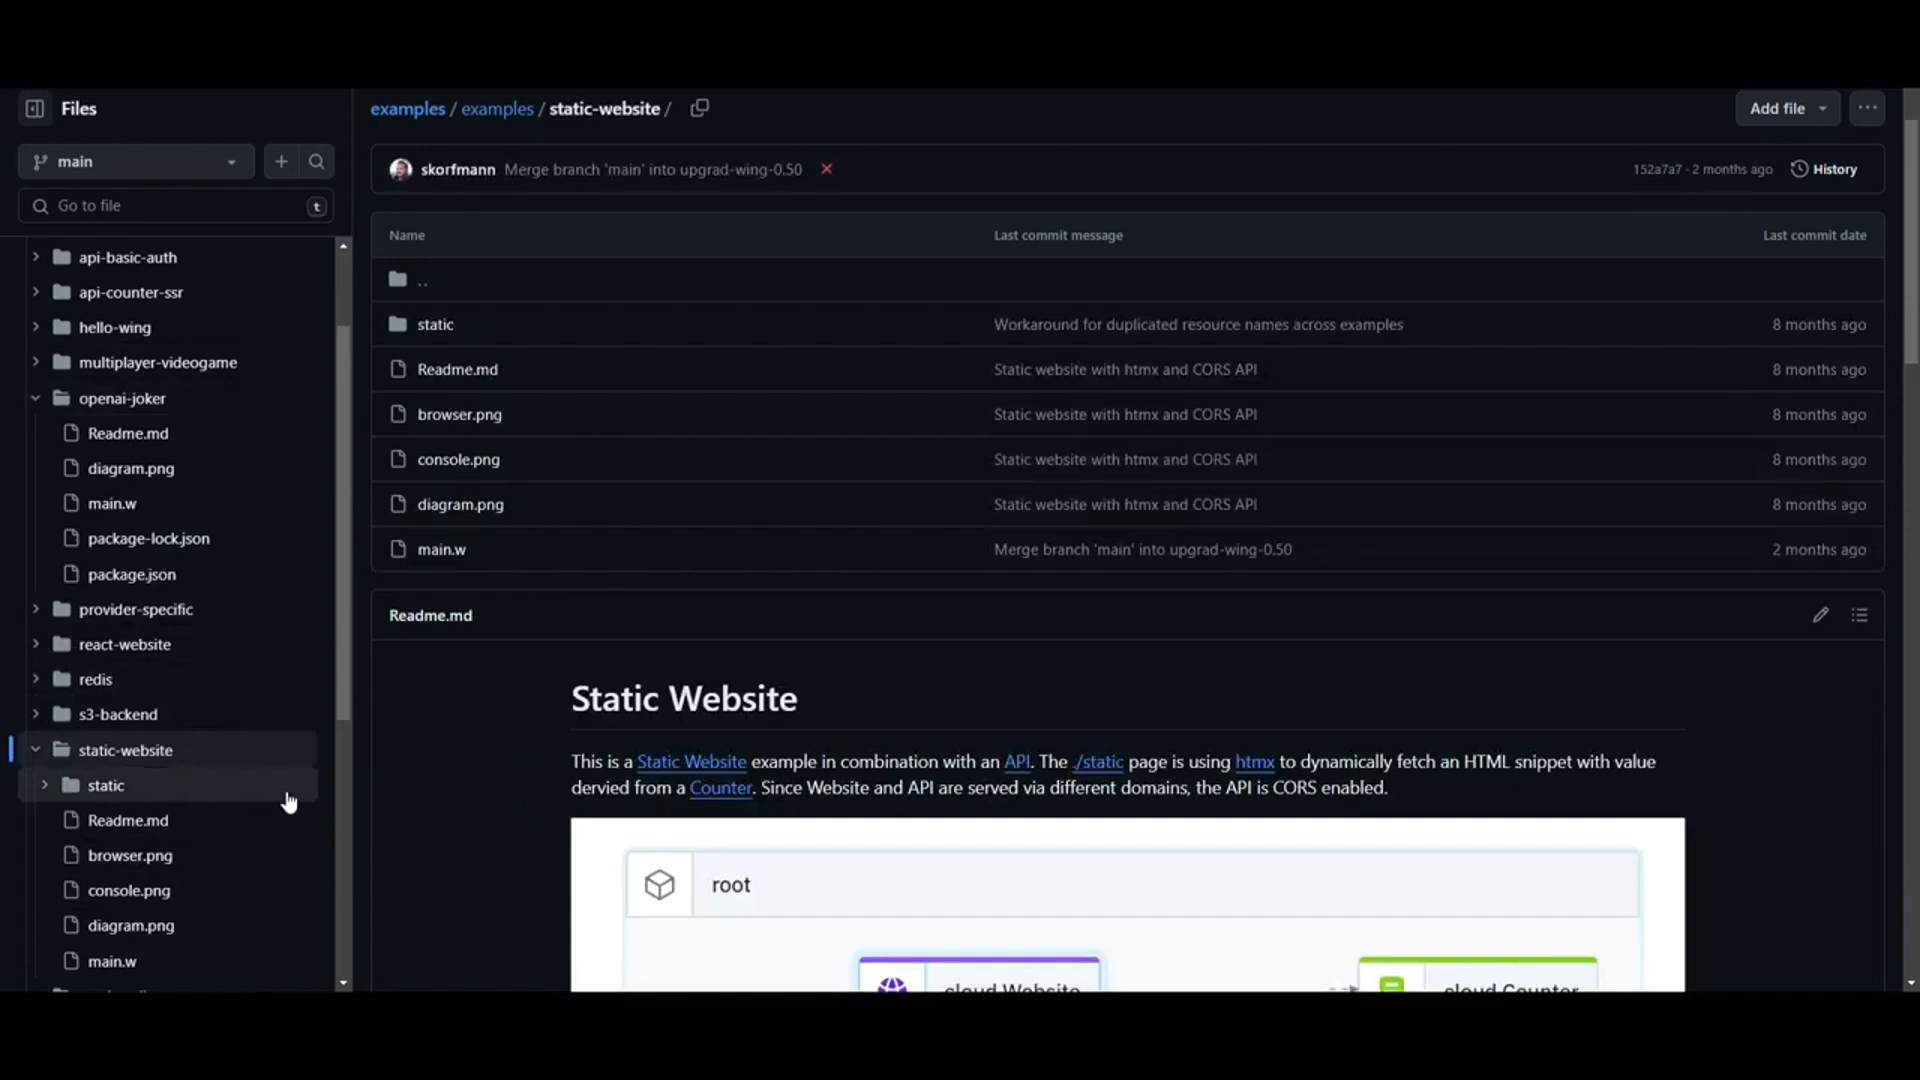 Files
main
Go to file
t
api-basic-auth
api-counter-ssr
hello-wing
multiplayer-videogame
openai-joker
Readme.md
diagram.png
main.w
package-lock.json
package.json
provider-specific
react-website
redis
s3-backend
static-website
static
Readme.md
browser.png
console.png
diagram.png
main.w
examples / examples / static-website /
Add file
skorfmann Merge branch 'main' into upgrad-wing-0.50
152a7a7 · 2 months ago
History
Name Last commit message Last commit date
..
static Workaround for duplicated resource names across examples 8 months ago
Readme.md Static website with htmx and CORS API 8 months ago
browser.png Static website with htmx and CORS API 8 months ago
console.png Static website with htmx and CORS API 8 months ago
diagram.png Static website with htmx and CORS API 8 months ago
main.w Merge branch 'main' into upgrad-wing-0.50 2 months ago
Readme.md
Static Website
This is a Static Website example in combination with an API. The ./static page is using htmx to dynamically fetch an HTML snippet with value
dervied from a Counter. Since Website and API are served via different domains, the API is CORS enabled.
root
cloud Website
cloud Counter